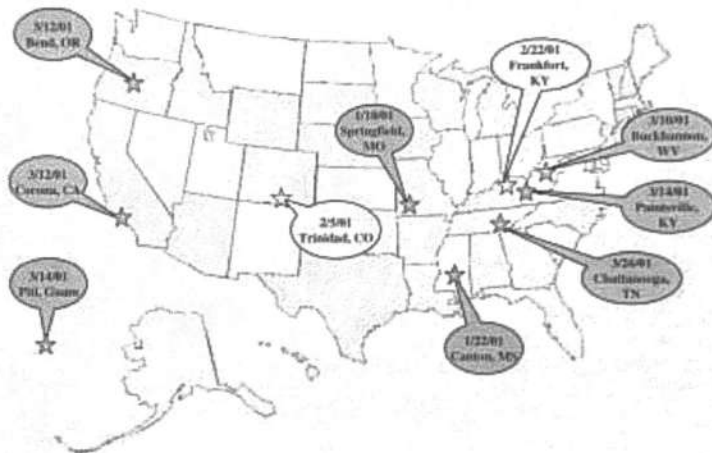 3/12/01
Bend, OR
2/22/01
Frankfort,
KY
1/10/01
Springfield,
MO
3/10/01
Buckhannon,
WV
3/12/01
Corona, CA
3/14/01
Paintsville,
KY
2/5/01
Trinidad, CO
3/26/01
Chattanooga,
TN
3/14/01
Piti, Guam
1/22/01
Canton, MS